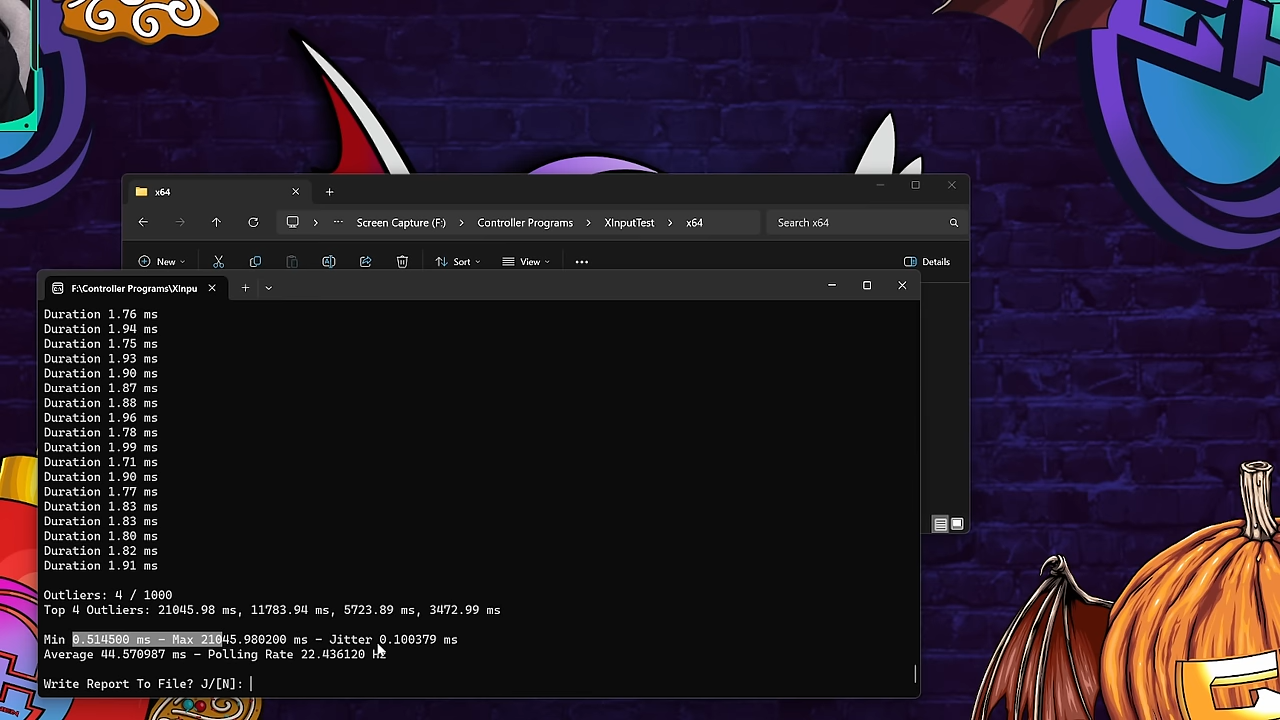 x64
Screen Capture (F:) Controller Programs XInputTest x64 Search x64
New Sort View Details
F:\Controller Programs\XInpu
Duration 1.76 ms
Duration 1.94 ms
Duration 1.75 ms
Duration 1.93 ms
Duration 1.90 ms
Duration 1.87 ms
Duration 1.88 ms
Duration 1.96 ms
Duration 1.78 ms
Duration 1.99 ms
Duration 1.71 ms
Duration 1.90 ms
Duration 1.77 ms
Duration 1.83 ms
Duration 1.83 ms
Duration 1.80 ms
Duration 1.82 ms
Duration 1.91 ms
Outliers: 4 / 1000
Top 4 Outliers: 21045.98 ms, 11783.94 ms, 5723.89 ms, 3472.99 ms
Min 0.514500 ms - Max 21045.980200 ms - Jitter 0.100379 ms
Average 44.570987 ms - Polling Rate 22.436120 Hz
Write Report To File? J/[N]: